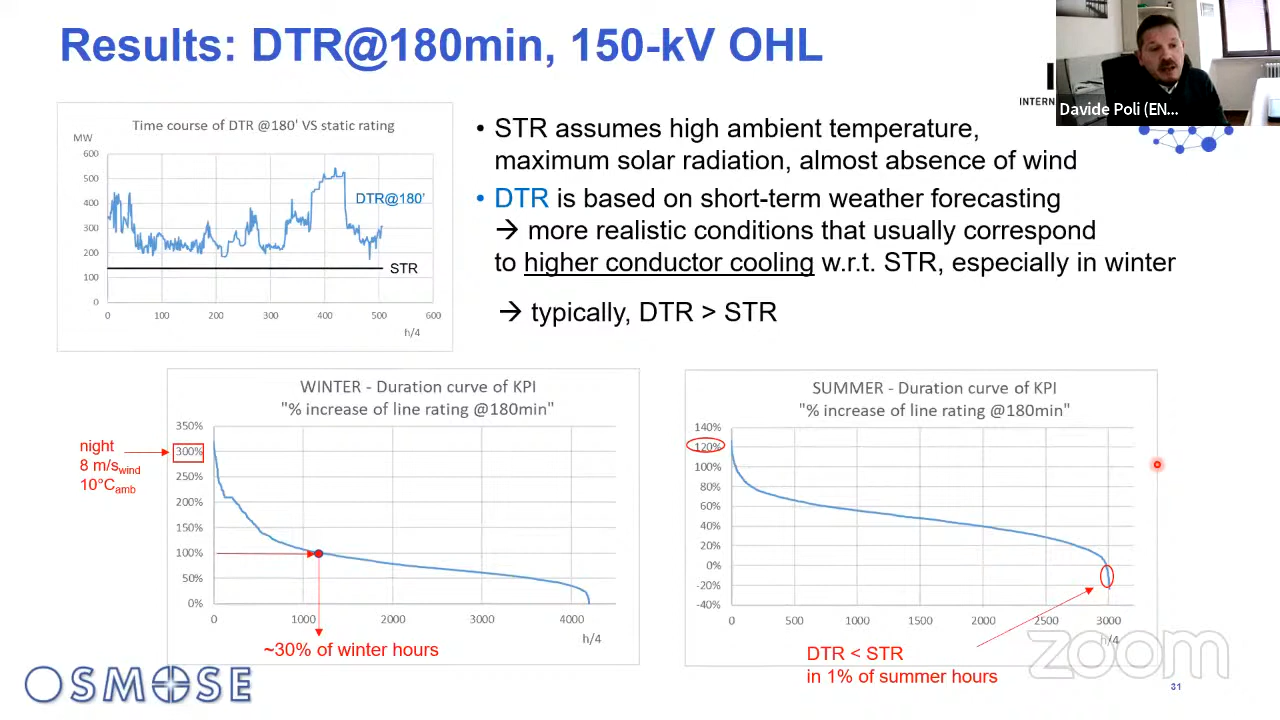 Results: DTR@180min, 150-kV OHL
INTERN
Davide Poli (EN...
Time course of DTR @180' VS static rating
MW
600
500
400
300
200
100
0
DTR@180'
STR
0 100 200 300 400 500 600
h/4
• STR assumes high ambient temperature,
maximum solar radiation, almost absence of wind
• DTR is based on short-term weather forecasting
→ more realistic conditions that usually correspond
to higher conductor cooling w.r.t. STR, especially in winter
→ typically, DTR > STR
WINTER - Duration curve of KPI
"% increase of line rating @180min"
350%
300%
250%
200%
150%
100%
50%
0%
0 1000 2000 3000 4000
h/4
night
8 m/swind
10°Camb
~30% of winter hours
SUMMER - Duration curve of KPI
"% increase of line rating @180min"
140%
120%
100%
80%
60%
40%
20%
0%
-20%
-40%
0 500 1000 1500 2000 2500 3000
h/4
DTR < STR
in 1% of summer hours
OSMOSE
zoom
31